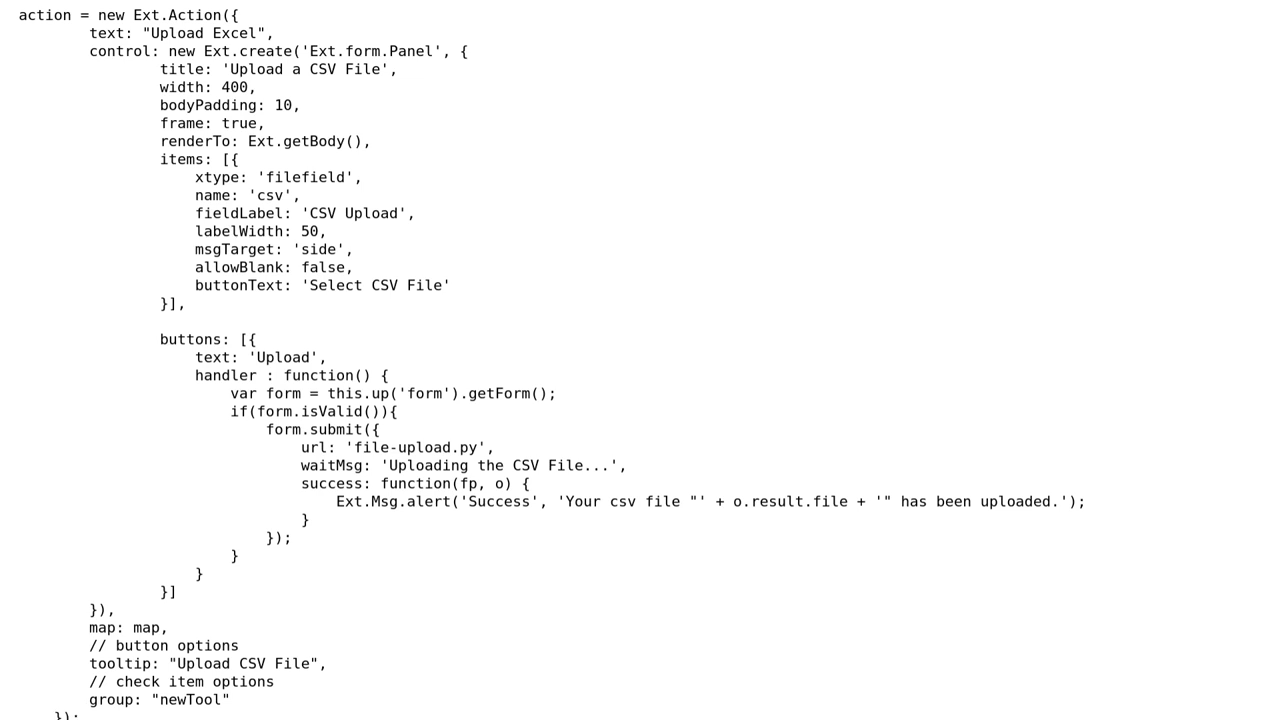 action = new Ext.Action({
        text: "Upload Excel",
        control: new Ext.create('Ext.form.Panel', {
                title: 'Upload a CSV File',
                width: 400,
                bodyPadding: 10,
                frame: true,
                renderTo: Ext.getBody(),
                items: [{
                    xtype: 'filefield',
                    name: 'csv',
                    fieldLabel: 'CSV Upload',
                    labelWidth: 50,
                    msgTarget: 'side',
                    allowBlank: false,
                    buttonText: 'Select CSV File'
                }],

                buttons: [{
                    text: 'Upload',
                    handler : function() {
                        var form = this.up('form').getForm();
                        if(form.isValid()){
                            form.submit({
                                url: 'file-upload.py',
                                waitMsg: 'Uploading the CSV File...',
                                success: function(fp, o) {
                                    Ext.Msg.alert('Success', 'Your csv file "' + o.result.file + '" has been uploaded.');
                                }
                            });
                        }
                    }
                }]
        }),
        map: map,
        // button options
        tooltip: "Upload CSV File",
        // check item options
        group: "newTool"
    });